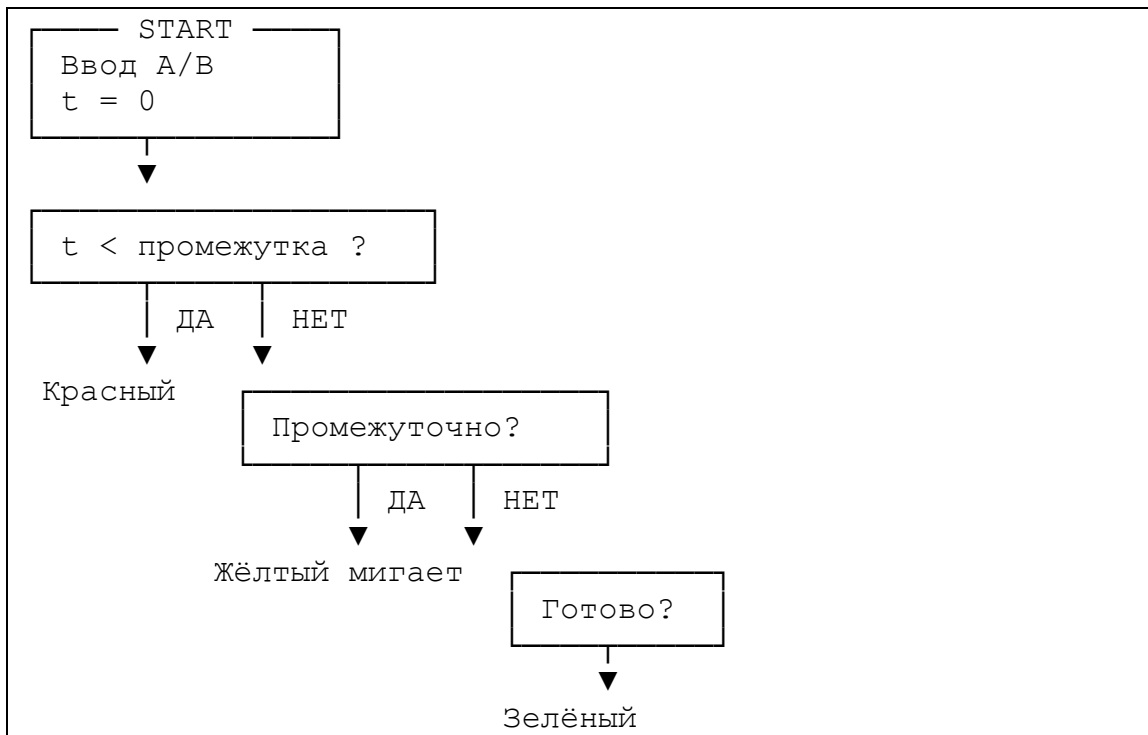 START
Ввод A/B
t = 0
t < промежутка ?
ДА НЕТ
Красный
Промежуточно?
ДА НЕТ
Жёлтый мигает
Готово?
Зелёный